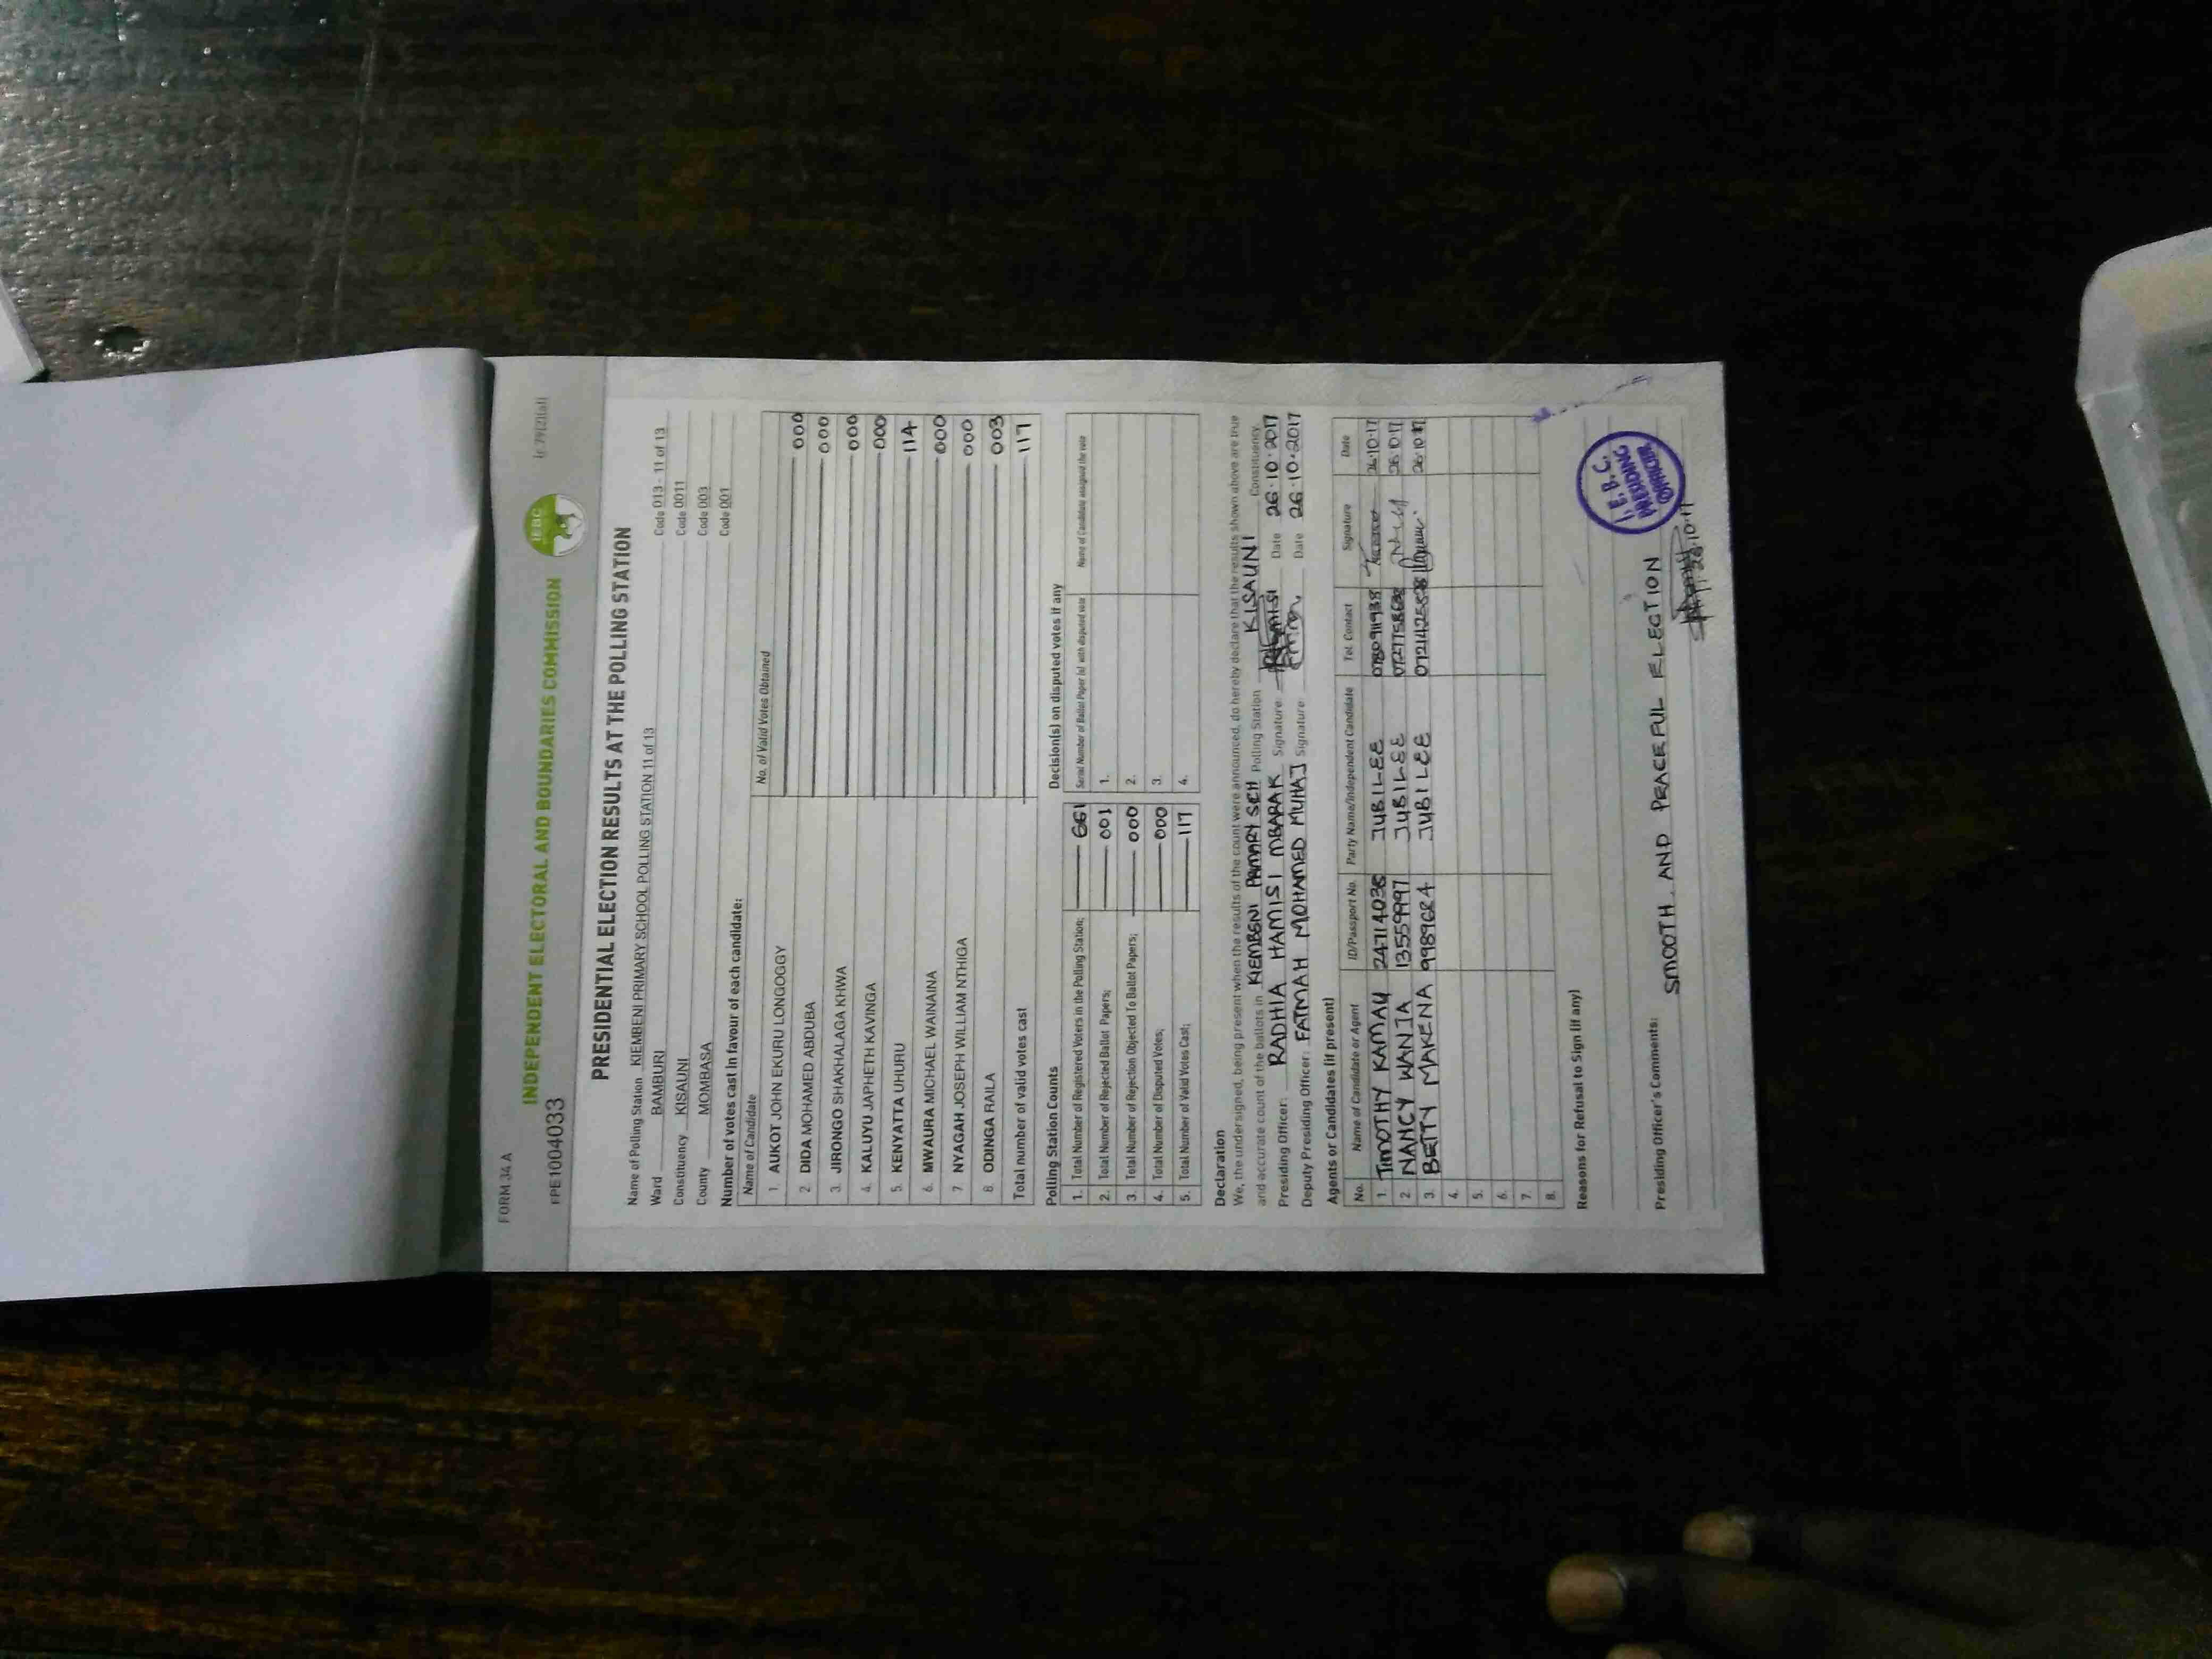 FORM 34 A
INDEPENDENT ELECTORAL AND BOUNDARIES COMMISSION
IEBC
FPE1004033
PRESIDENTIAL ELECTION RESULTS AT THE POLLING STATION
Name of Polling Station KIEMBENI PRIMARY SCHOOL POLLING STATION 11 of 13 Code 013 - 11 of 13
Ward BAMBURI
Constituency KISAUNI Code 0011
County MOMBASA Code 003
Code 001
Number of votes cast in favour of each candidate:
Name of Candidate No. of Valid Votes Obtained
1. AUKOT JOHN EKURU LONGOGGY 000
2. DIDA MOHAMED ABDUBA 000
3. JIRONGO SHAKHALAGA KHWA 000
4. KALUYU JAPHETH KAVINGA 000
5. KENYATTA UHURU 114
6. MWAURA MICHAEL WAINAINA 000
7 NYAGAH JOSEPH WILLIAM NTHIGA 000
8. ODINGA RAILA 003
Total number of valid votes cast 117
Polling Station Counts
1. Total Number of Registered Voters in the Polling Station; 661
2. Total Number of Rejected Ballot Papers; 001
3. Total Number of Rejection Objected To Ballot Papers; 000
4. Total Number of Disputed Votes; 000
5. Total Number of Valid Votes Cast; 117
Decision(s) on disputed votes if any
Serial Number of Ballot Paper (s) with disputed vote Name of Candidate assigned the vote
1.
2.
3.
4.
Declaration
We, the undersigned, being present when the results of the count were announced, do hereby declare that the results shown above are true
and accurate count of the ballots in KIEMBENI PRIMARY SCH Polling Station KISAUNI Constituency
Presiding Officer: RADHIA HAMISI MBARAK Signature: Date 26.10.2017
Deputy Presiding Officer: FATMAH MOHAMED MUHAJ Signature: Date 26.10.2017
Agents or Candidates (if present)
No. Name of Candidate or Agent ID/Passport No. Party Name/Independent Candidate Tel. Contact Signature Date
1. TIMOTHY KAMAU JUBILEE 26.10.17
2. NANCY WANJA 13559997 JUBILEE 26.10.17
3. BETTY MAKENA 9989684 JUBILEE 26.10.17
4.
5.
6.
7.
8.
Reasons for Refusal to Sign (if any)
Presiding Officer's Comments:
SMOOTH AND PEACEFUL ELECTION
26.10.17
I.E.B.C.
PRESIDING
OFFICER